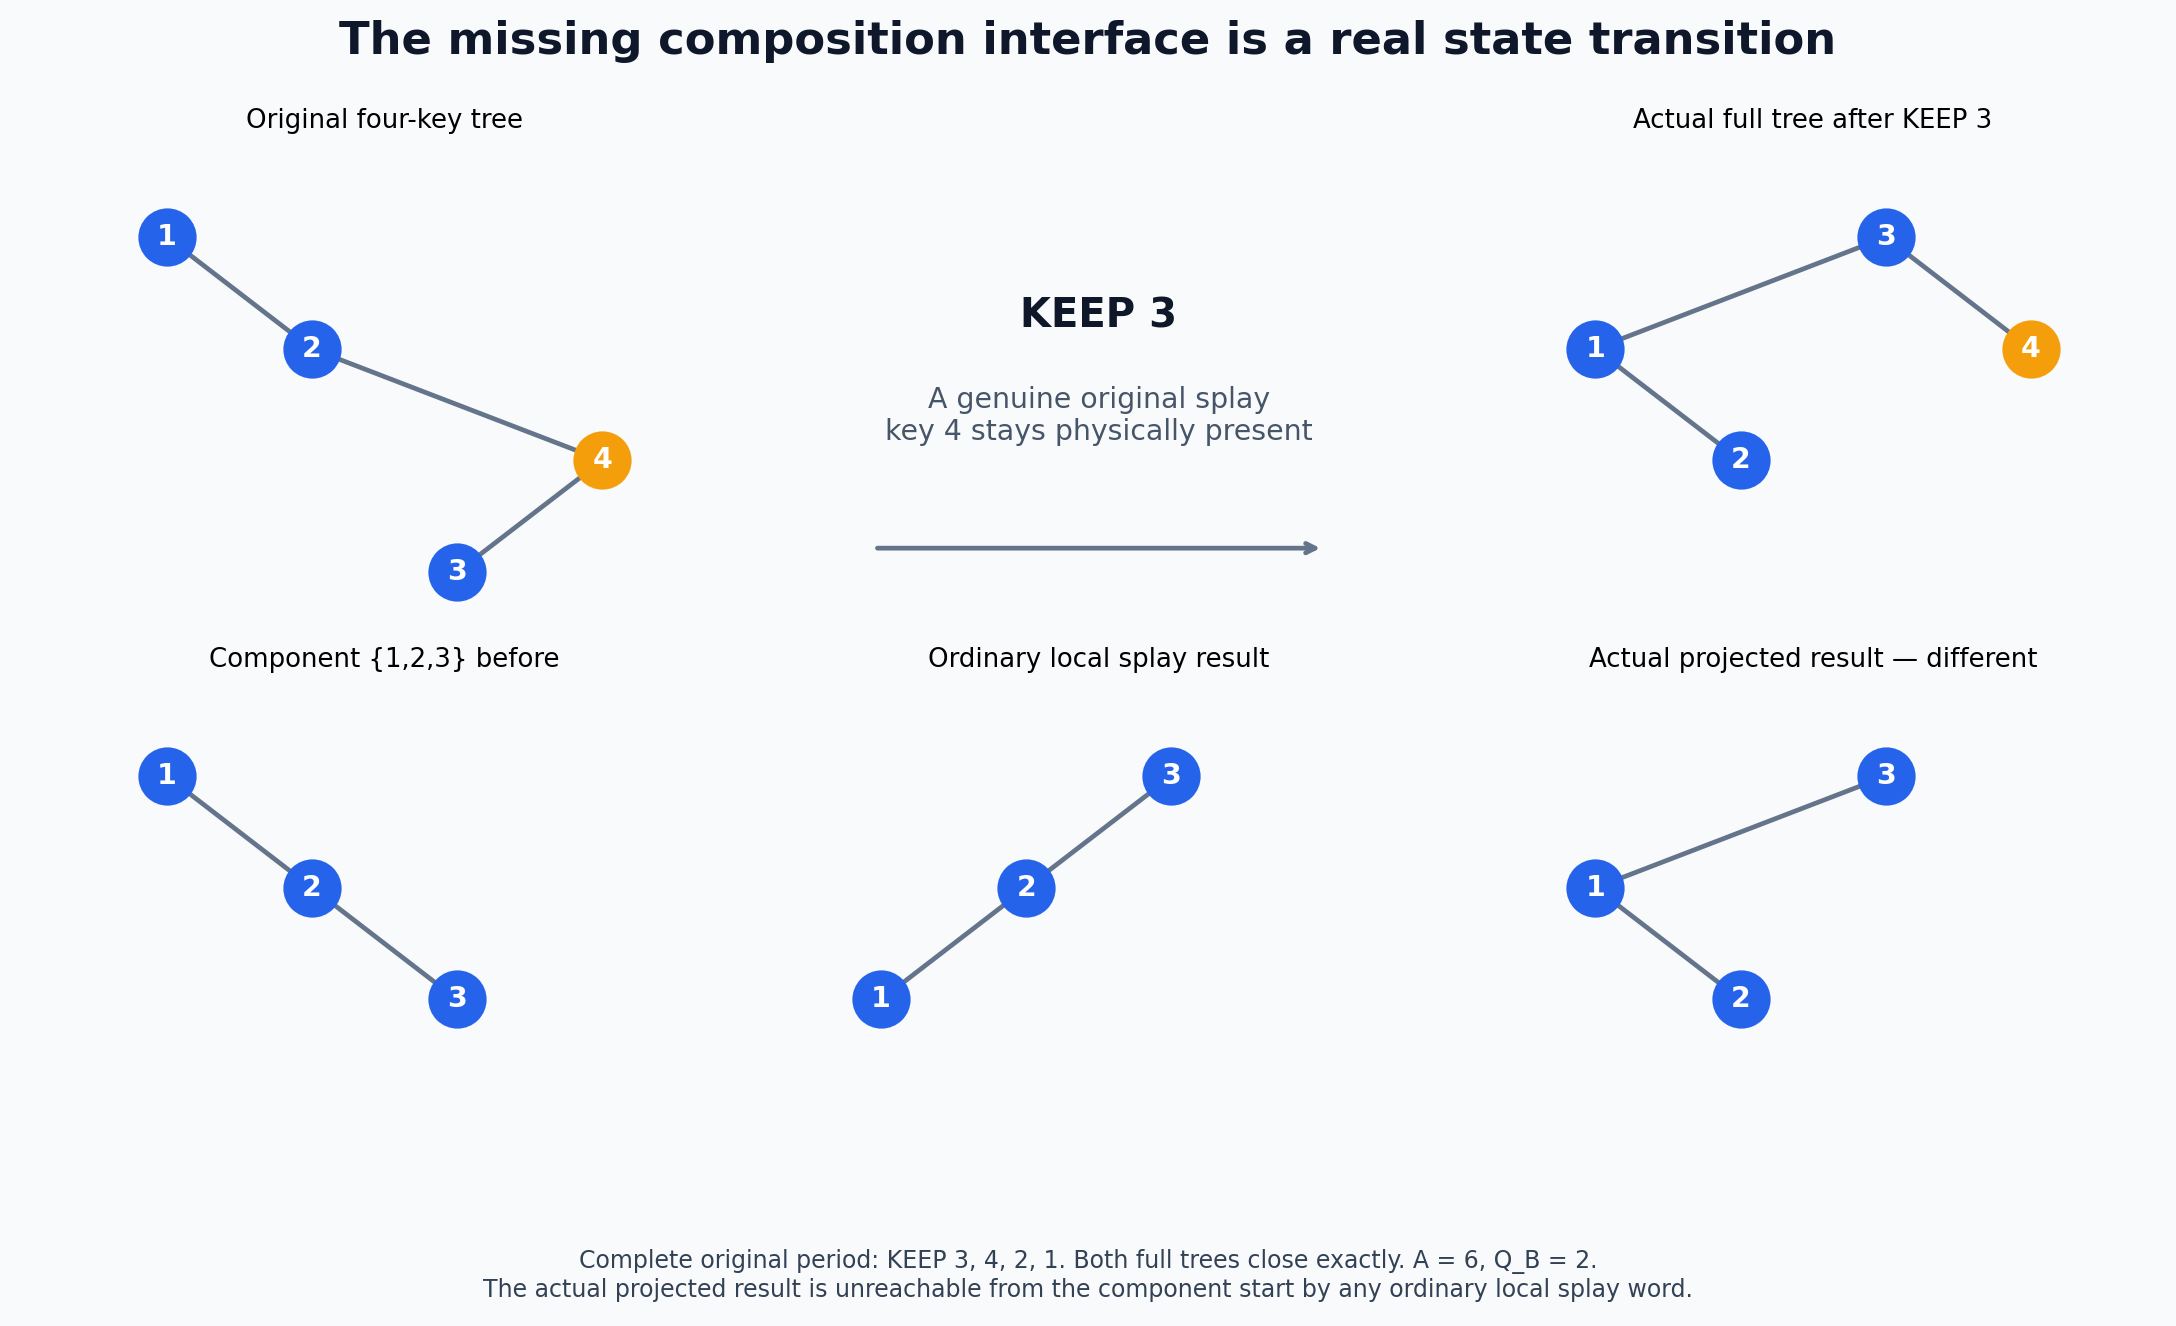 The missing composition interface is a real state transition
Original four-key tree
Actual full tree after KEEP 3
1
2
4
3
KEEP 3
A genuine original splay
key 4 stays physically present
3
1
4
2
Component {1,2,3} before
Ordinary local splay result
Actual projected result — different
1
2
3
3
2
1
3
1
2
Complete original period: KEEP 3, 4, 2, 1. Both full trees close exactly. A = 6, Q_B = 2.
The actual projected result is unreachable from the component start by any ordinary local splay word.